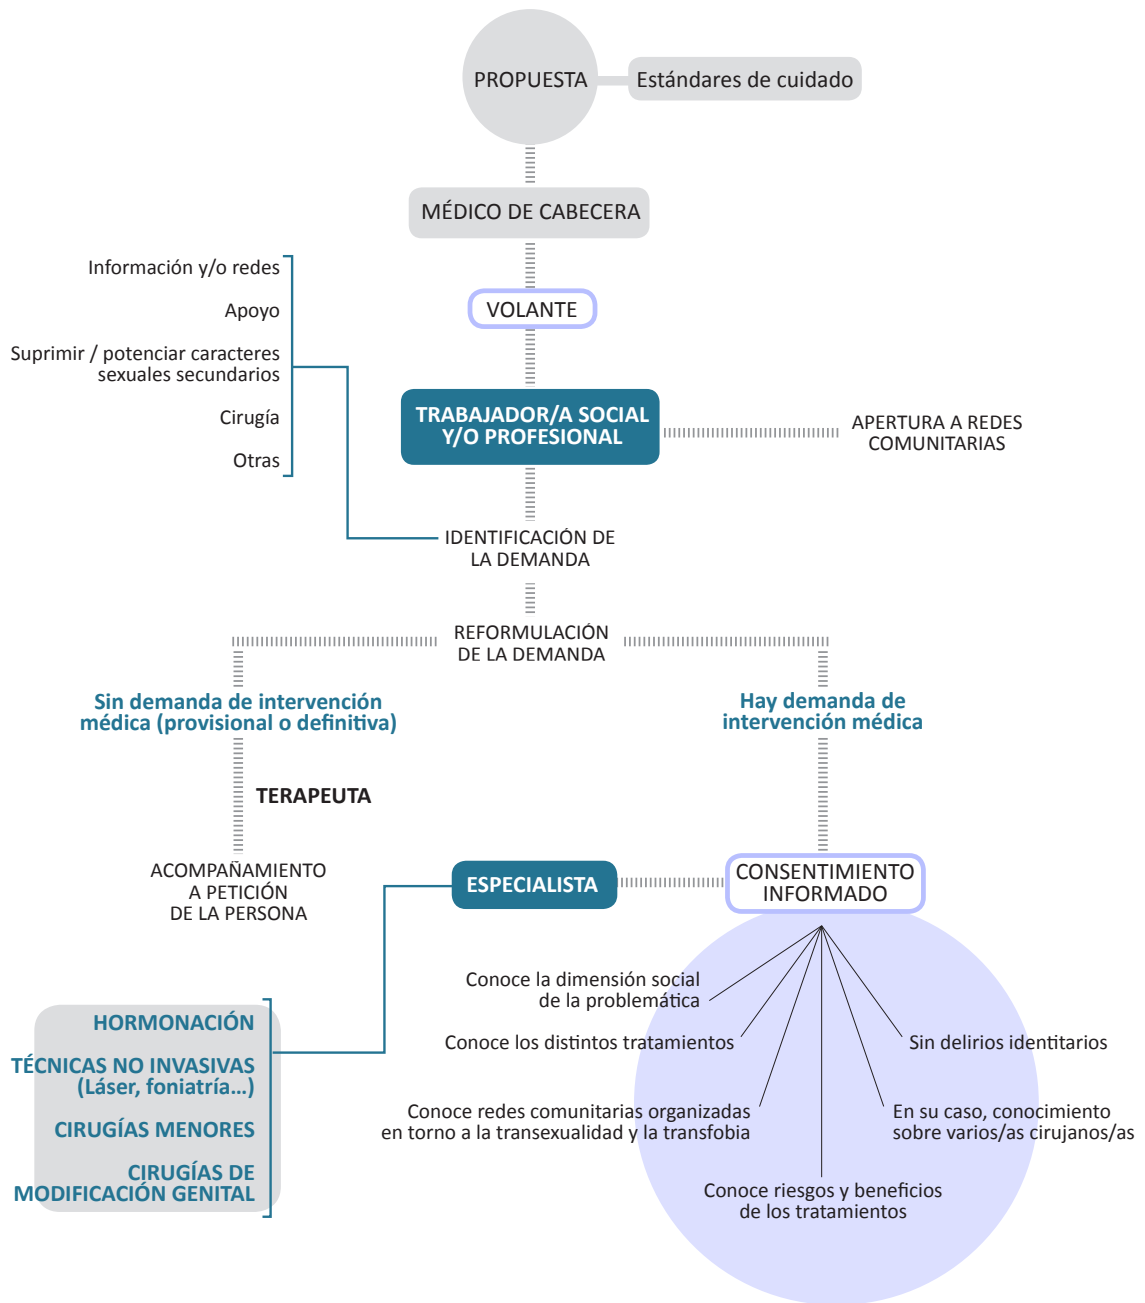 PROPUESTA
Estándares de cuidado
MÉDICO DE CABECERA
VOLANTE
Información y/o redes
Apoyo
Suprimir / potenciar caracteres
sexuales secundarios
Cirugía
Otras
TRABAJADOR/A SOCIAL
Y/O PROFESIONAL
APERTURA A REDES
COMUNITARIAS
IDENTIFICACIÓN DE
LA DEMANDA
REFORMULACIÓN
DE LA DEMANDA
Sin demanda de intervención
médica (provisional o definitiva)
Hay demanda de
intervención médica
TERAPEUTA
ACOMPAÑAMIENTO
A PETICIÓN
DE LA PERSONA
ESPECIALISTA
CONSENTIMIENTO
INFORMADO
Conoce la dimensión social
de la problemática
Conoce los distintos tratamientos
Conoce redes comunitarias organizadas
en torno a la transexualidad y la transfobia
Conoce riesgos y beneficios
de los tratamientos
En su caso, conocimiento
sobre varios/as cirujanos/as
Sin delirios identitarios
HORMONACIÓN
TÉCNICAS NO INVASIVAS
(Láser, foniatría...)
CIRUGÍAS MENORES
CIRUGÍAS DE
MODIFICACIÓN GENITAL